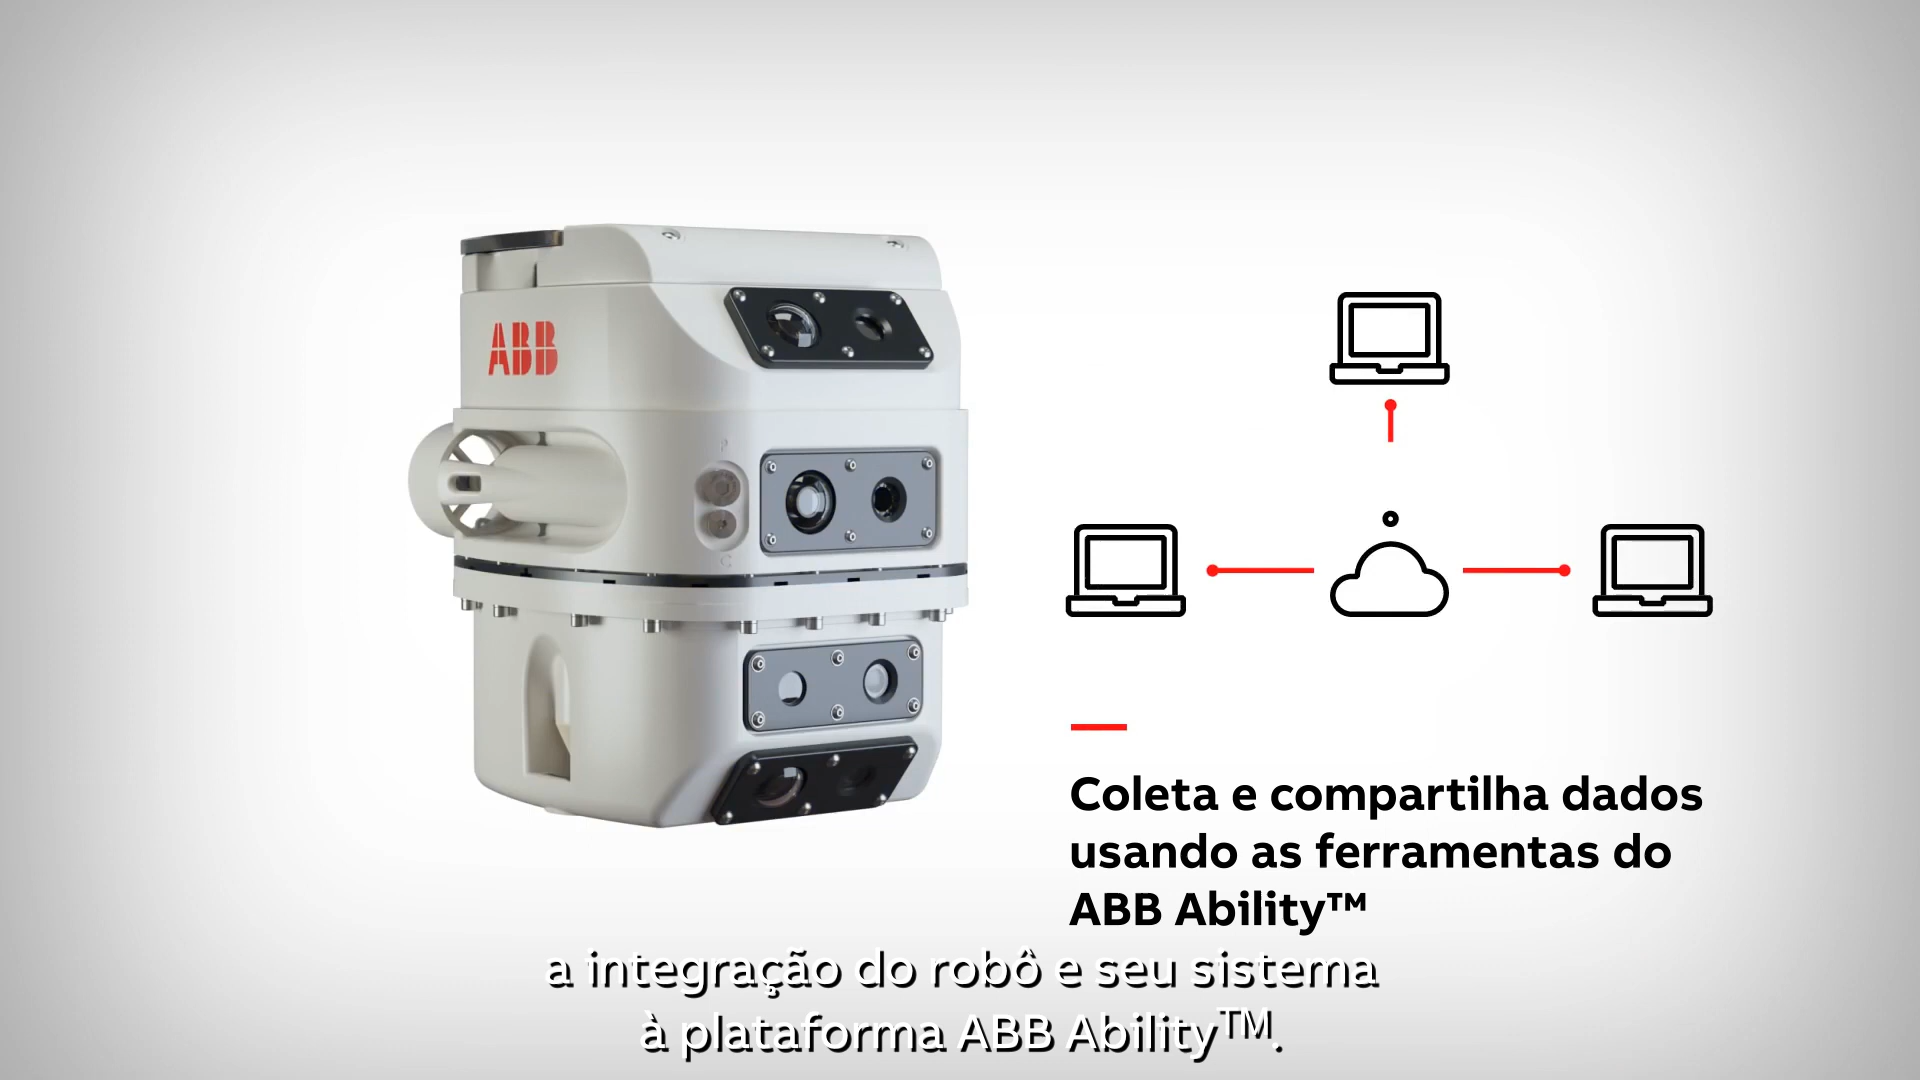 ABB
P
C
Coleta e compartilha dados
usando as ferramentas do
ABB Ability™
a integração do robô e seu sistema
à plataforma ABB Ability™.